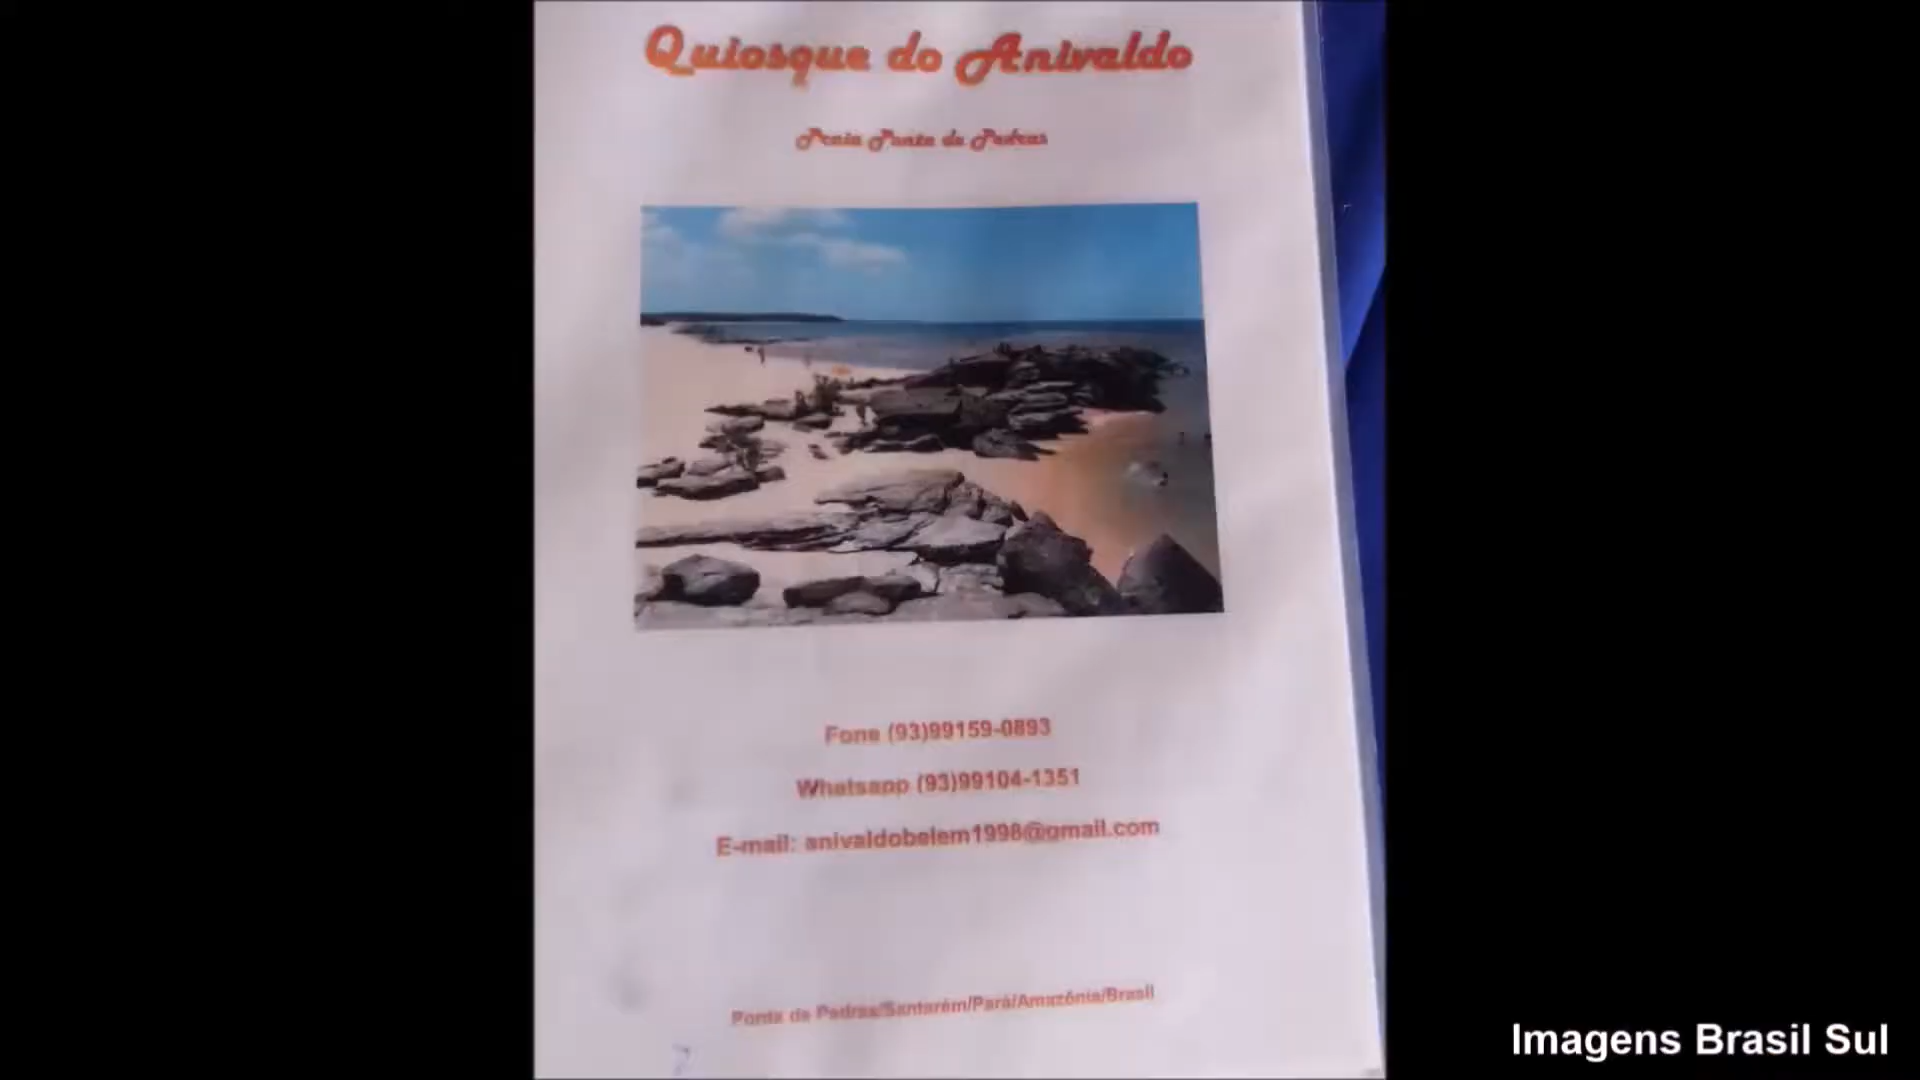 Quiosque do Anivaldo
Praia Ponta de Pedras
Fone (93)99159-0893
Whatsapp (93)99104-1351
E-mail: anivaldobelem1998@gmail.com
Ponta de Pedras/Santarém/Pará/Amazônia/Brasil
Imagens Brasil Sul